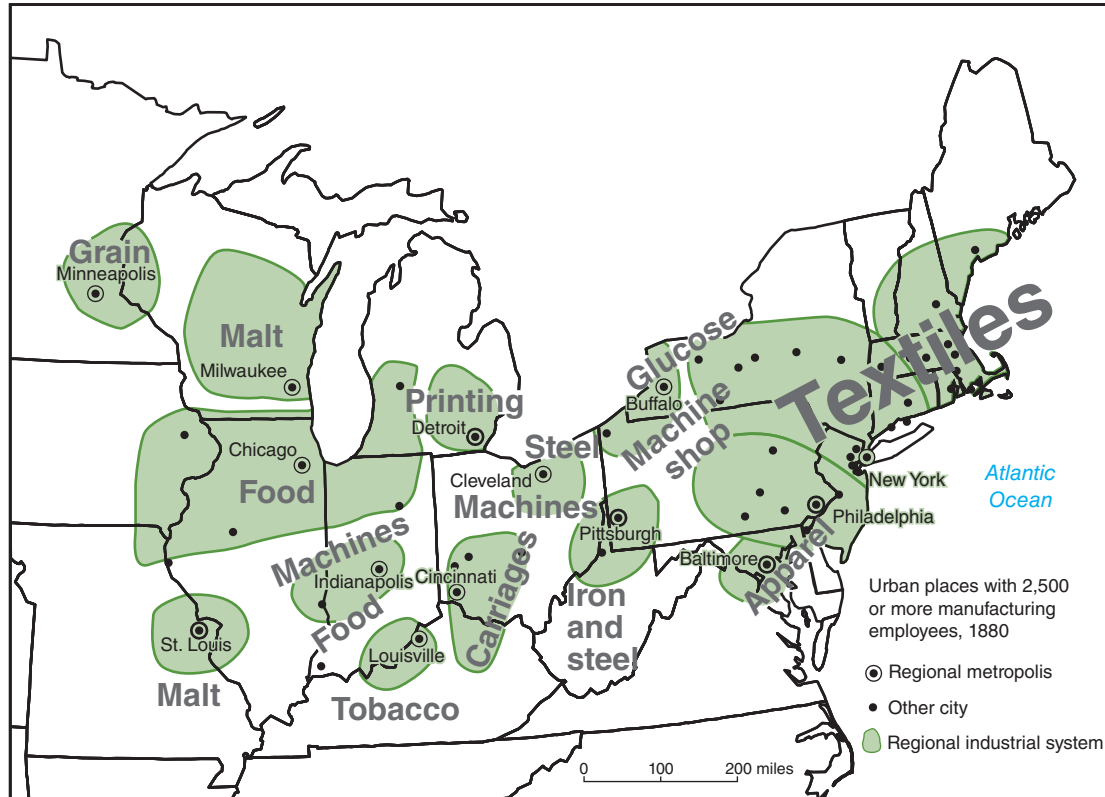 Grain
Minneapolis
Malt
Milwaukee
Printing
Detroit
Chicago
Food
Glucose
Buffalo
Machine
shop
Textiles
Steel
Cleveland
Machines
New York
Atlantic
Ocean
Philadelphia
Pittsburgh
Baltimore
Apparel
Machines
Indianapolis
Food
Cincinnati
Carriages
Iron
and
steel
St. Louis
Malt
Louisville
Tobacco
Urban places with 2,500
or more manufacturing
employees, 1880
Regional metropolis
Other city
Regional industrial system
0 100 200 miles